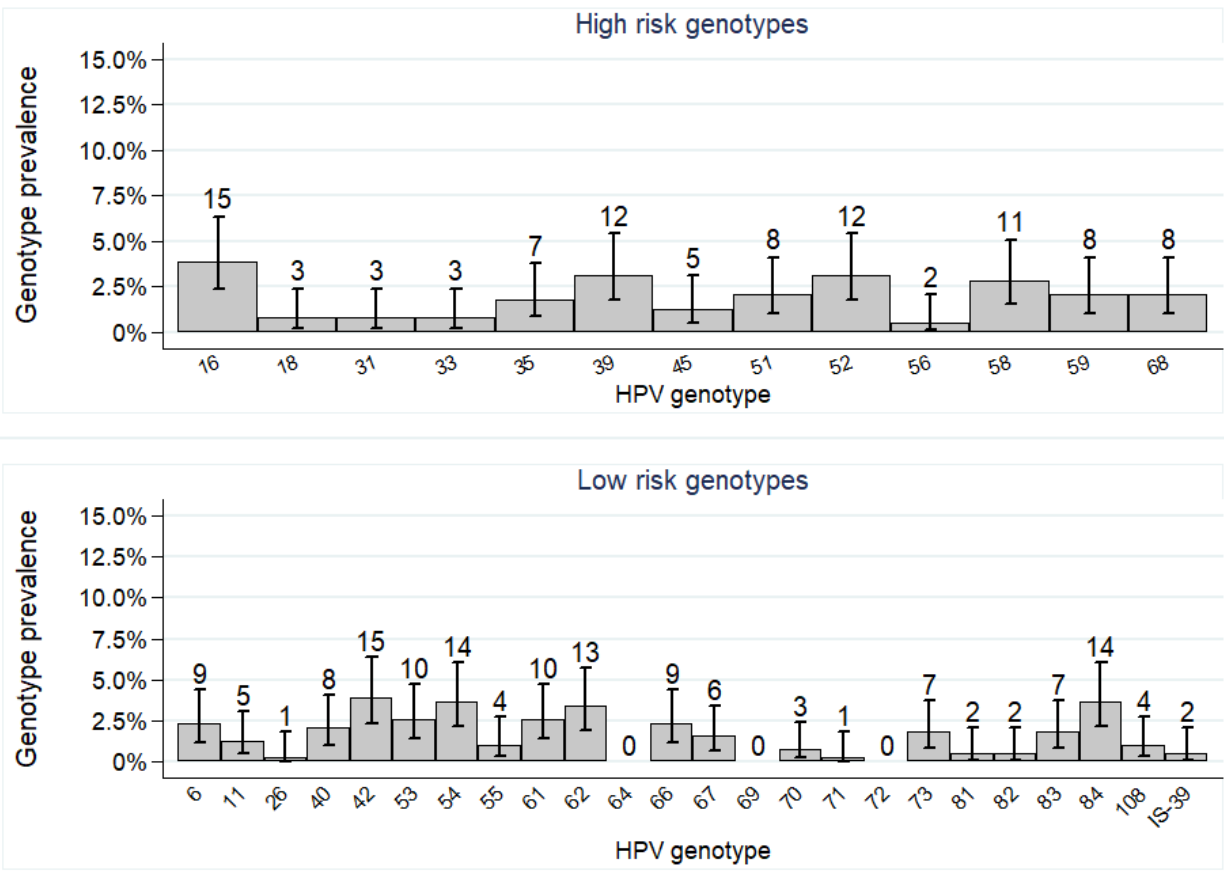 High risk genotypes
Genotype prevalence
15.0%
12.5%
10.0%
7.5%
5.0%
2.5%
0%
15 3 3 3 7 12 5 8 12 2 11 8 8
16 18 31 33 35 39 45 51 52 56 58 59 68
HPV genotype
Low risk genotypes
Genotype prevalence
15.0%
12.5%
10.0%
7.5%
5.0%
2.5%
0%
9 5 1 8 15 10 14 4 10 13 0 9 6 0 3 1 0 7 2 2 7 14 4 2
6 11 26 40 42 53 54 55 61 62 64 66 67 69 70 71 72 73 81 82 83 84 108 IS-39
HPV genotype